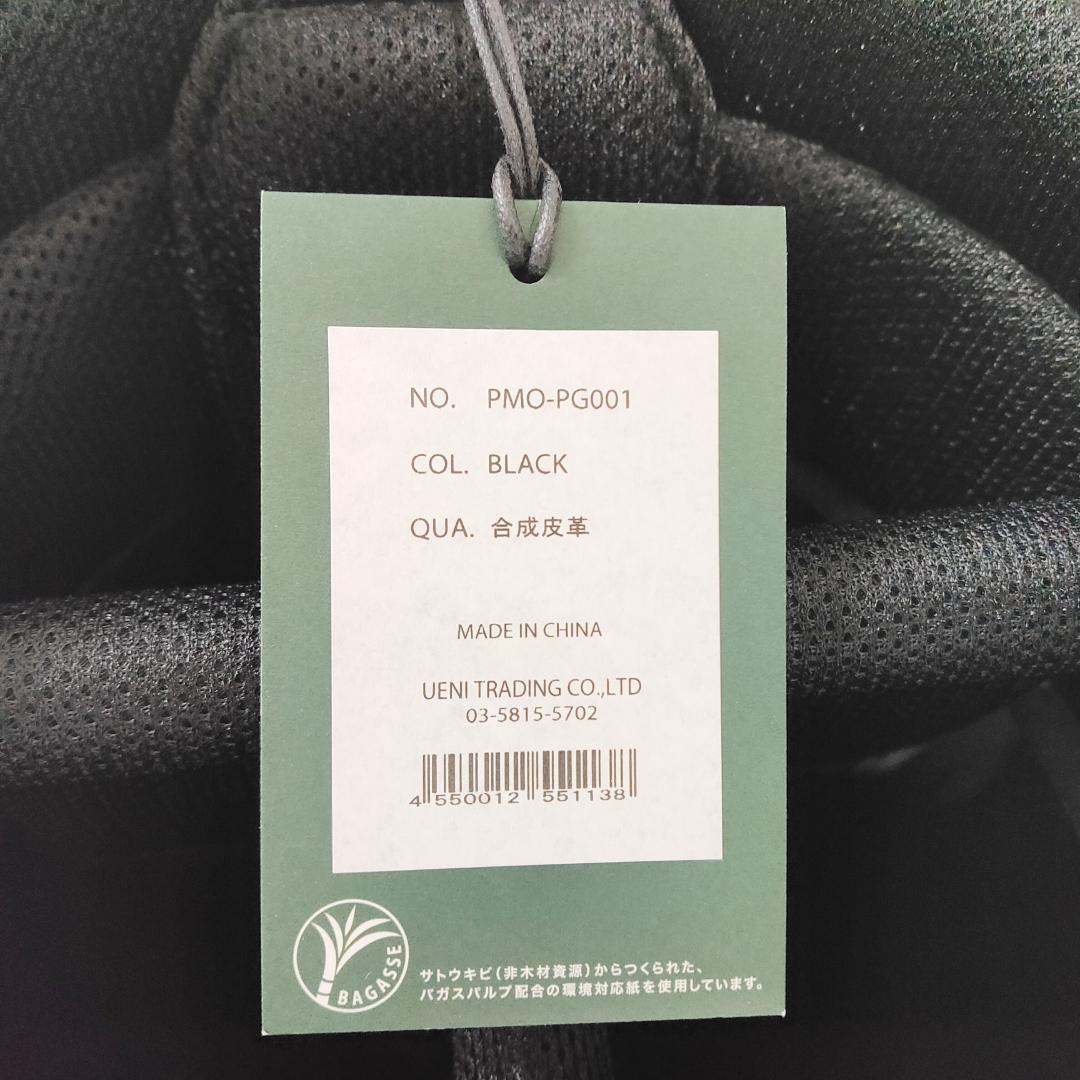 NO. PMO-PG001
COL. BLACK
QUA. 合成皮革
MADE IN CHINA
UENI TRADING CO.,LTD
03-5815-5702
4 550012 551138
BAGASSE
サトウキビ(非木材資源)からつくられた、
バガスパルプ配合の環境対応紙を使用しています。